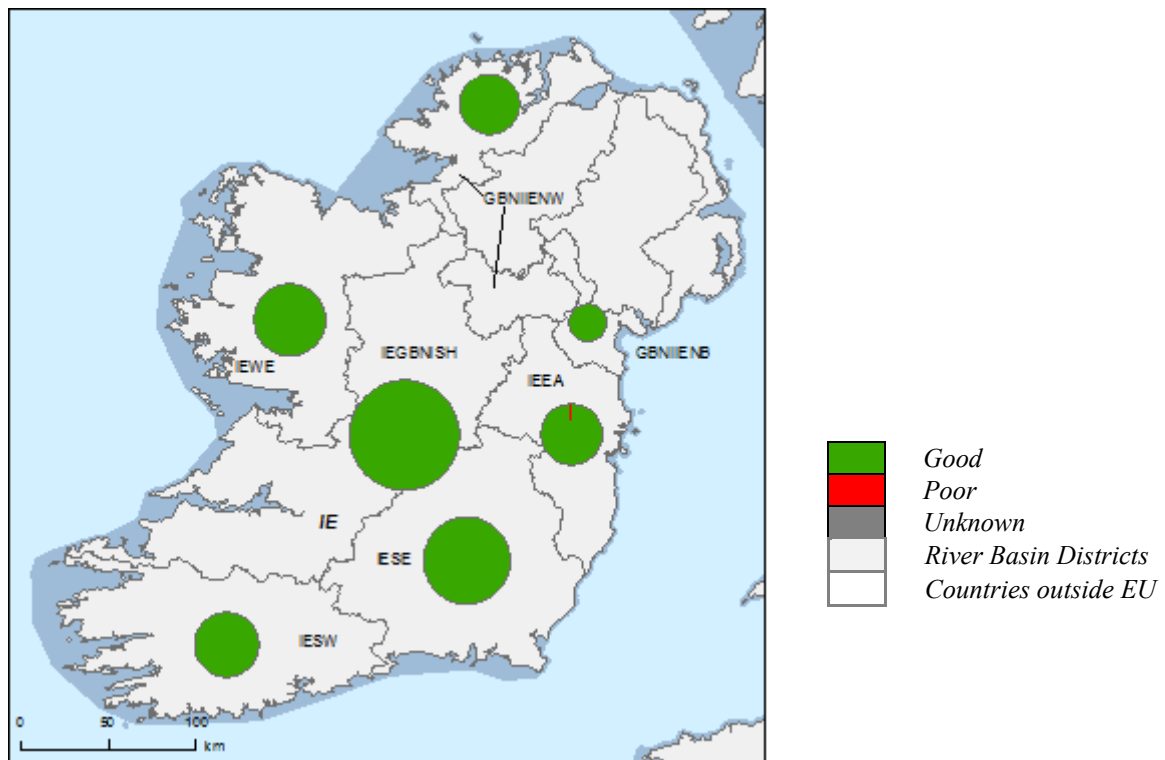 GBNIIENW
IEGBNISH
GBNIIENB
IEWE
IEEA
IE
IESE
IESW
0 50 100
km
Good
Poor
Unknown
River Basin Districts
Countries outside EU